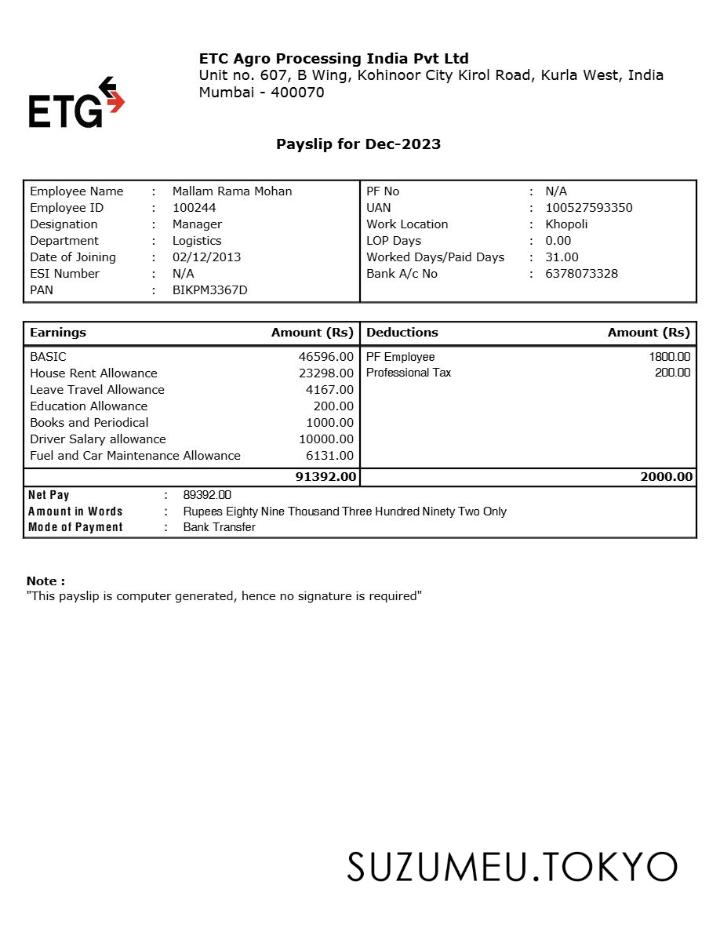 ETG
ETC Agro Processing India Pvt Ltd
Unit no. 607, B Wing, Kohinoor City Kirol Road, Kurla West, India
Mumbai - 400070
Payslip for Dec-2023
Employee Name : Mallam Rama Mohan PF No : N/A
Employee ID : 100244 UAN : 100527593350
Designation : Manager Work Location : Khopoli
Department : Logistics LOP Days : 0.00
Date of Joining : 02/12/2013 Worked Days/Paid Days : 31.00
ESI Number : N/A Bank A/c No : 6378073328
PAN : BIKPM3367D
Earnings Amount (Rs) Deductions Amount (Rs)
BASIC 46596.00 PF Employee 1800.00
House Rent Allowance 23298.00 Professional Tax 200.00
Leave Travel Allowance 4167.00
Education Allowance 200.00
Books and Periodical 1000.00
Driver Salary allowance 10000.00
Fuel and Car Maintenance Allowance 6131.00
91392.00 2000.00
Net Pay : 89392.00
Amount in Words : Rupees Eighty Nine Thousand Three Hundred Ninety Two Only
Mode of Payment : Bank Transfer
Note :
"This payslip is computer generated, hence no signature is required"
SUZUMEU.TOKYO